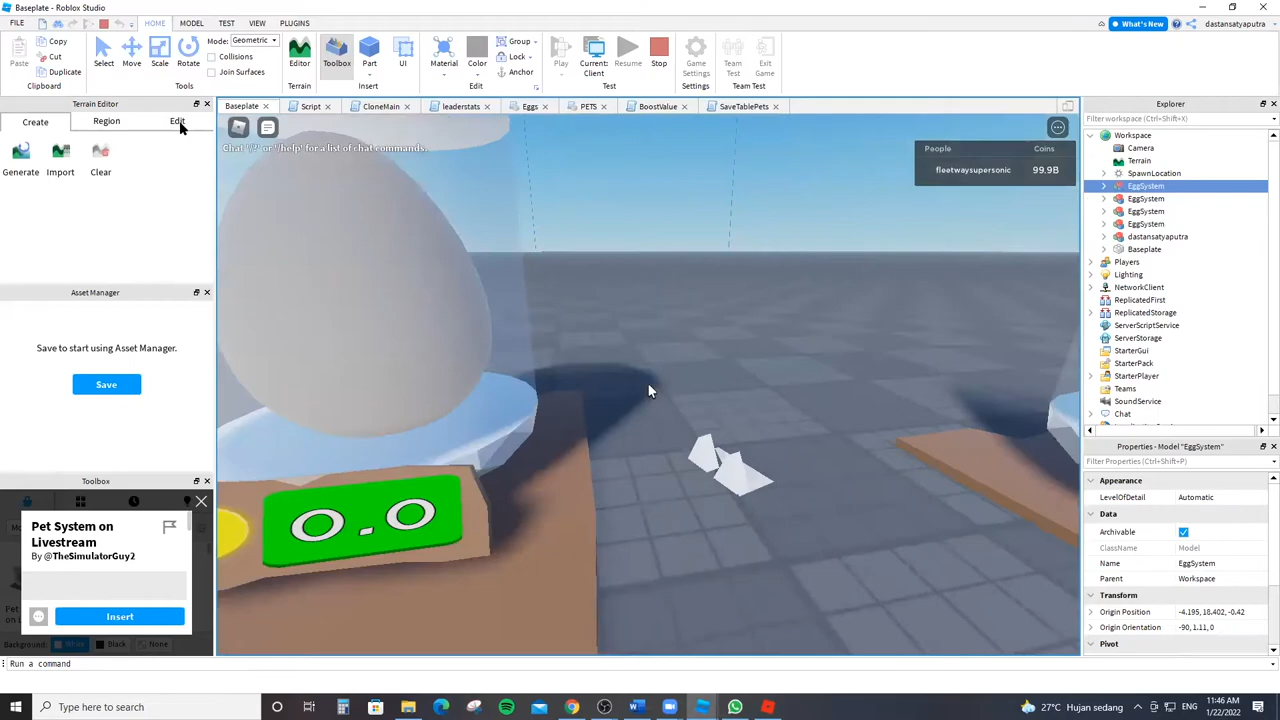 Baseplate - Roblox Studio
FILE HOME MODEL TEST VIEW PLUGINS
What's New dastansatyaputra
Paste Copy Cut Duplicate Clipboard
Select Move Scale Rotate Mode: Geometric Collisions Join Surfaces Tools
Editor Terrain
Toolbox Part UI Insert
Material Color Group Lock Anchor Edit
Play Current: Client Resume Stop Test
Game Settings Settings
Team Test Exit Game Team Test
Terrain Editor
Create Region Edit
Generate Import Clear
Asset Manager
Save to start using Asset Manager.
Save
Toolbox
Pet System on
Livestream
By @TheSimulatorGuy2
Insert
Background: White Black None
Run a command
Baseplate Script CloneMain leaderstats Eggs PETS BoostValue SaveTablePets
Chat '/?' or '/help' for a list of chat commands.
People Coins
fleetwaysupersonic 99.9B
0.0
Explorer
Filter workspace (Ctrl+Shift+X)
Workspace
Camera
Terrain
SpawnLocation
EggSystem
EggSystem
EggSystem
EggSystem
dastansatyaputra
Baseplate
Players
Lighting
NetworkClient
ReplicatedFirst
ReplicatedStorage
ServerScriptService
ServerStorage
StarterGui
StarterPack
StarterPlayer
Teams
SoundService
Chat
Properties - Model "EggSystem"
Filter Properties (Ctrl+Shift+P)
Appearance
LevelOfDetail Automatic
Data
Archivable
ClassName Model
Name EggSystem
Parent Workspace
Transform
Origin Position -4.195, 18.402, -0.42
Origin Orientation -90, 1.11, 0
Pivot
Type here to search
27°C Hujan sedang
11:46 AM
1/22/2022